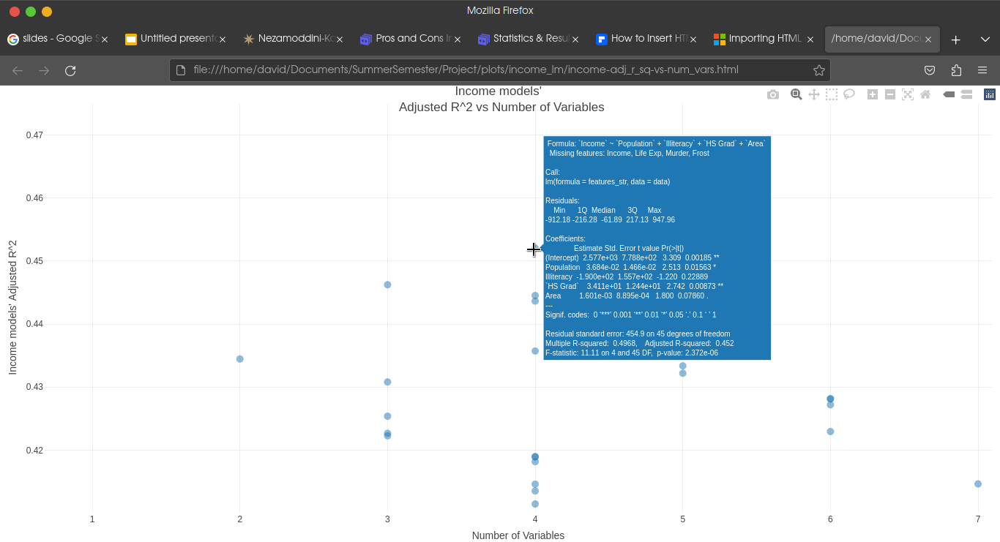 Mozilla Firefox
slides - Google S
Untitled presenta
Nezamoddini-Ka
Pros and Cons
Statistics & Resu
How to Insert HT
Importing HTML
/home/david/Docu
file:///home/david/Documents/SummerSemester/Project/plots/income_lm/income-adj_r_sq-vs-num_vars.html
Income models'
Adjusted R^2 vs Number of Variables
0.47
0.46
0.45
0.44
0.43
0.42
Income models' Adjusted R^2
Formula: `Income` ~ `Population` + `Illiteracy` + `HS Grad` + `Area`
Missing features: Income, Life Exp, Murder, Frost
Call:
lm(formula = features_str, data = data)
Residuals:
Min 1Q Median 3Q Max
-912.18 -216.28 -61.89 217.13 947.96
Coefficients:
Estimate Std. Error t value Pr(>|t|)
(Intercept) 2.577e+03 7.788e+02 3.309 0.00185 **
Population 3.684e-02 1.466e-02 2.513 0.01563 *
Illiteracy -1.900e+02 1.557e+02 -1.220 0.22889
`HS Grad` 3.411e+01 1.244e+01 2.742 0.00873 **
Area 1.601e-03 8.895e-04 1.800 0.07860 .
---
Signif. codes: 0 '***' 0.001 '**' 0.01 '*' 0.05 '.' 0.1 ' ' 1
Residual standard error: 454.9 on 45 degrees of freedom
Multiple R-squared: 0.4968, Adjusted R-squared: 0.452
F-statistic: 11.11 on 4 and 45 DF, p-value: 2.372e-06
1 2 3 4 5 6 7
Number of Variables